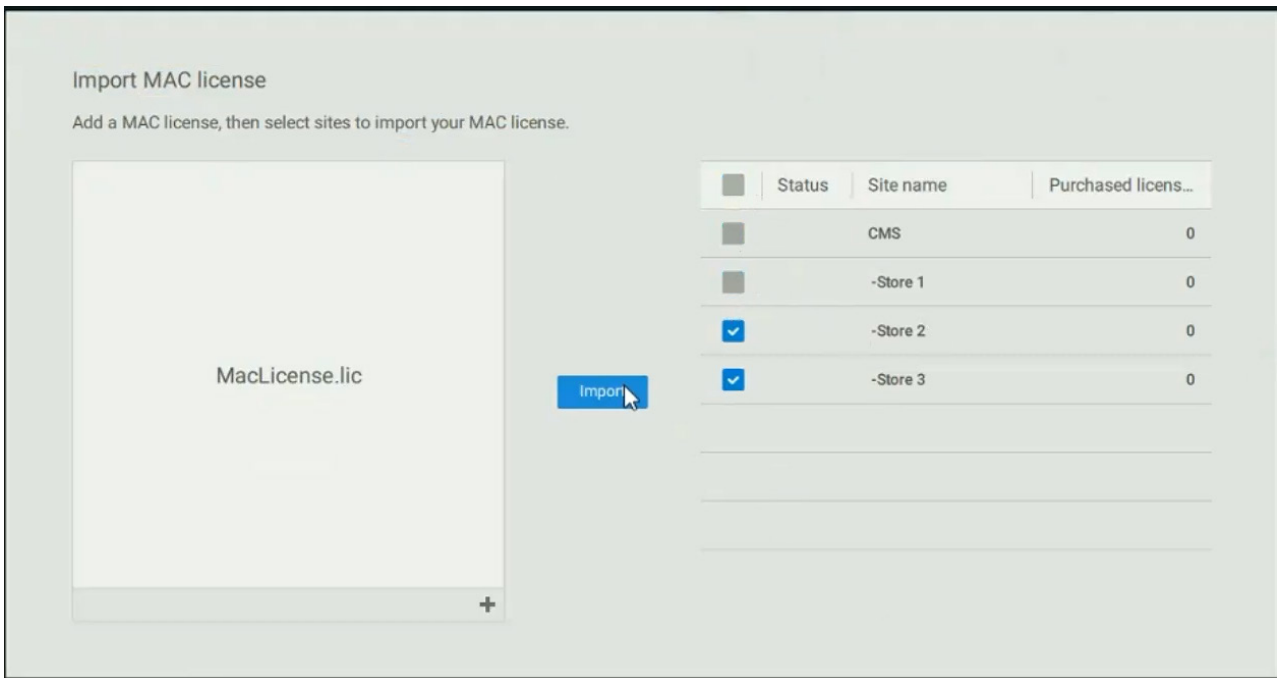 Import MAC license
Add a MAC license, then select sites to import your MAC license.
Status Site name Purchased licens...
CMS 0
-Store 1 0
-Store 2 0
-Store 3 0
MacLicense.lic
Import